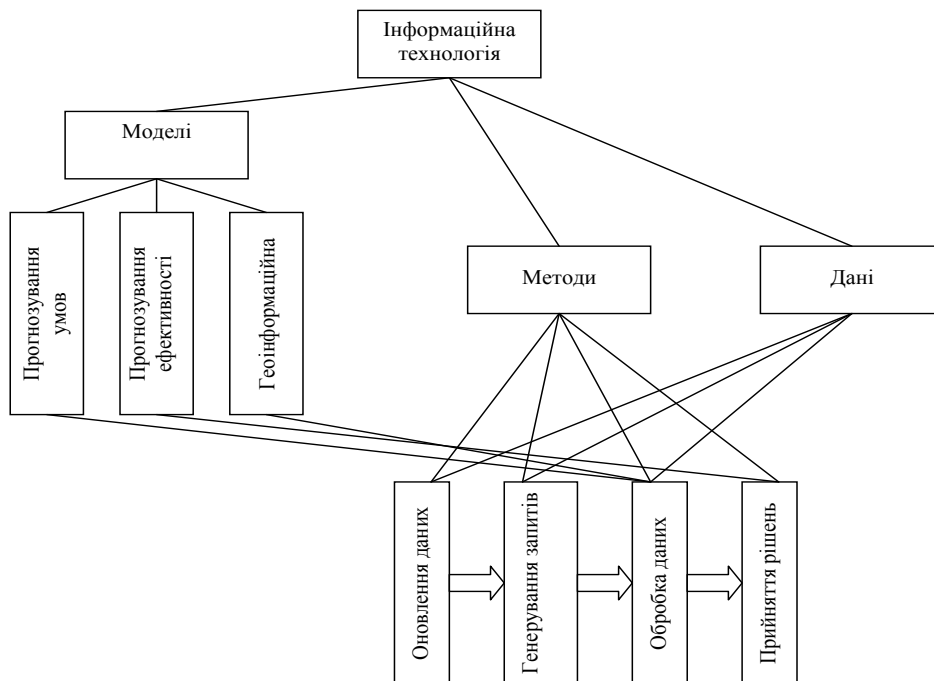 Інформаційна
технологія
Моделі
Методи
Дані
Прогнозування
умов
Прогнозування
ефективності
Геоінформаційна
Оновлення даних
Генерування запитів
Обробка даних
Прийняття рішень